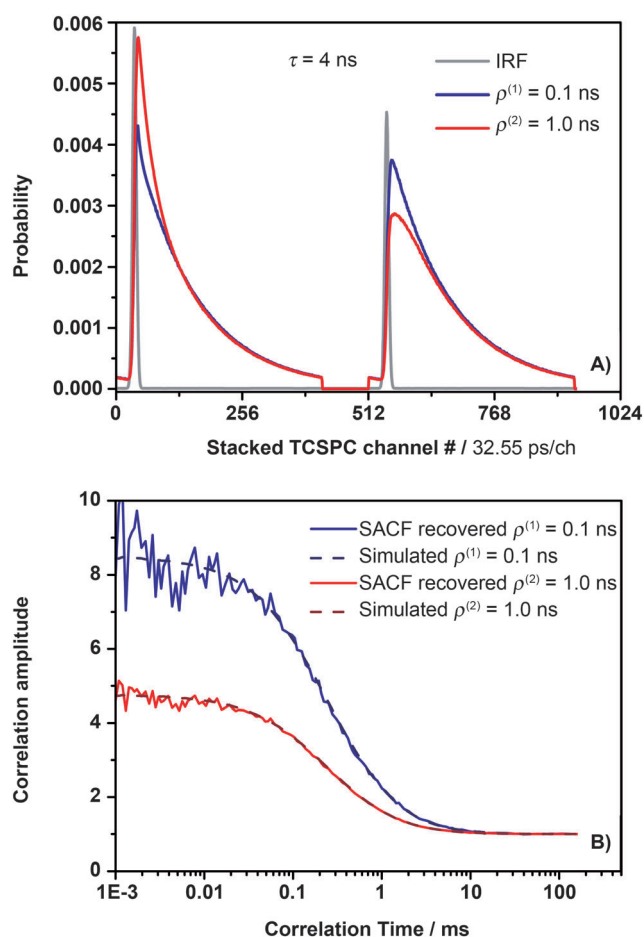 0.006
0.005
0.004
0.003
0.002
0.001
0.000
Probability
τ = 4 ns
IRF
ρ(1) = 0.1 ns
ρ(2) = 1.0 ns
A)
0 256 512 768 1024
Stacked TCSPC channel # / 32.55 ps/ch
10
8
6
4
2
0
Correlation amplitude
SACF recovered ρ(1) = 0.1 ns
Simulated ρ(1) = 0.1 ns
SACF recovered ρ(2) = 1.0 ns
Simulated ρ(2) = 1.0 ns
B)
1E-3 0.01 0.1 1 10 100
Correlation Time / ms